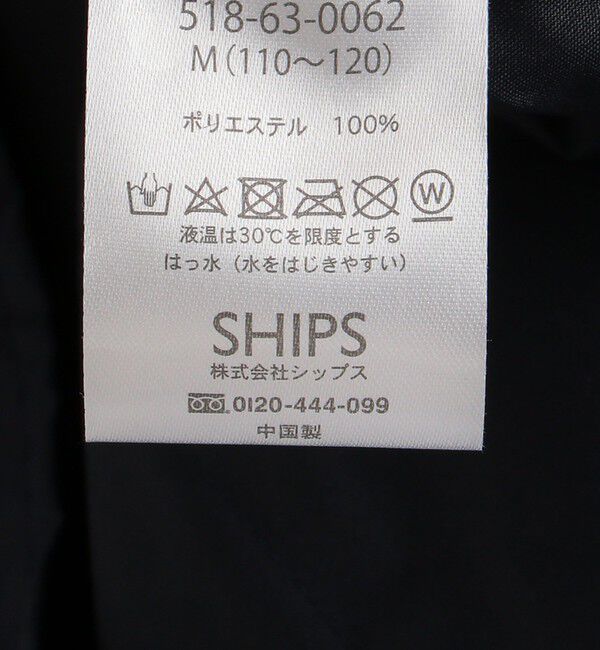 518-63-0062
M（110～120）
ポリエステル　100%
W
液温は30℃を限度とする
はっ水（水をはじきやすい）
SHIPS
株式会社シップス
0120-444-099
中国製